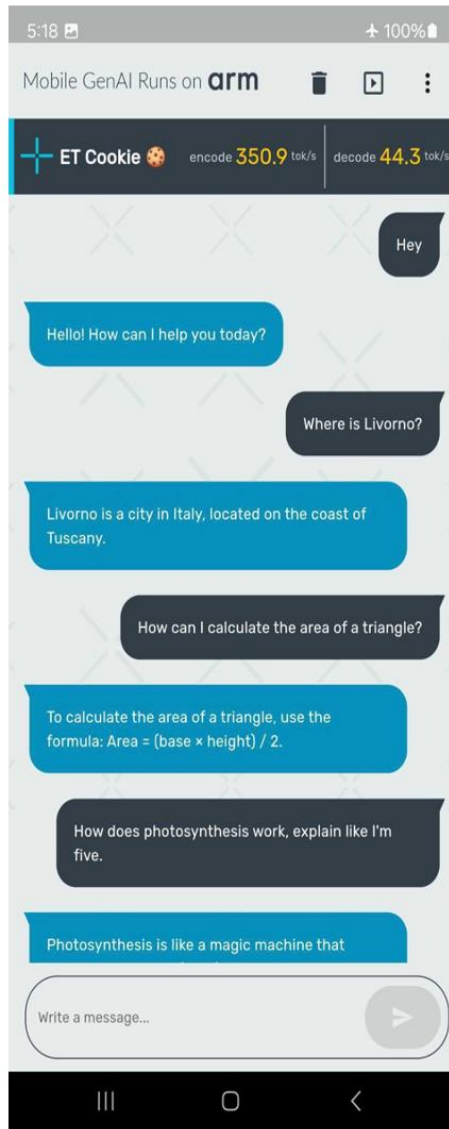 5:18 100%
Mobile GenAI Runs on arm
ET Cookie 🍪 encode 350.9 tok/s decode 44.3 tok/s
Hey
Hello! How can I help you today?
Where is Livorno?
Livorno is a city in Italy, located on the coast of
Tuscany.
How can I calculate the area of a triangle?
To calculate the area of a triangle, use the
formula: Area = (base × height) / 2.
How does photosynthesis work, explain like I'm
five.
Photosynthesis is like a magic machine that
Write a message...